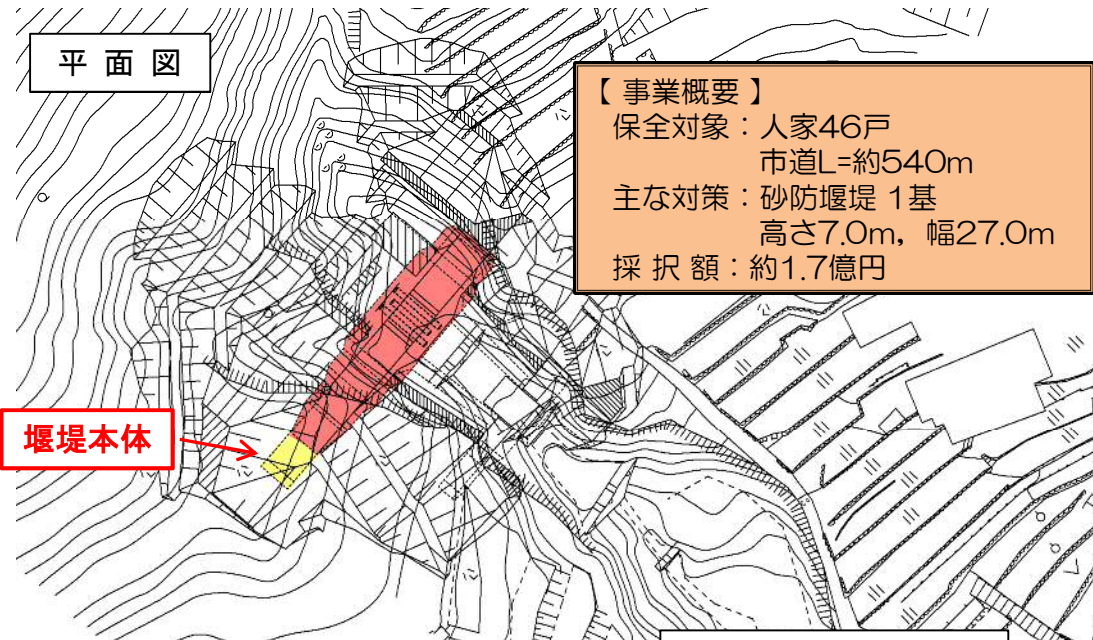 平 面 図
【 事業概要 】
保全対象：人家46戸
市道L=約540m
主な対策：砂防堰堤 1基
高さ7.0m，幅27.0m
採 択 額：約1.7億円
堰堤本体